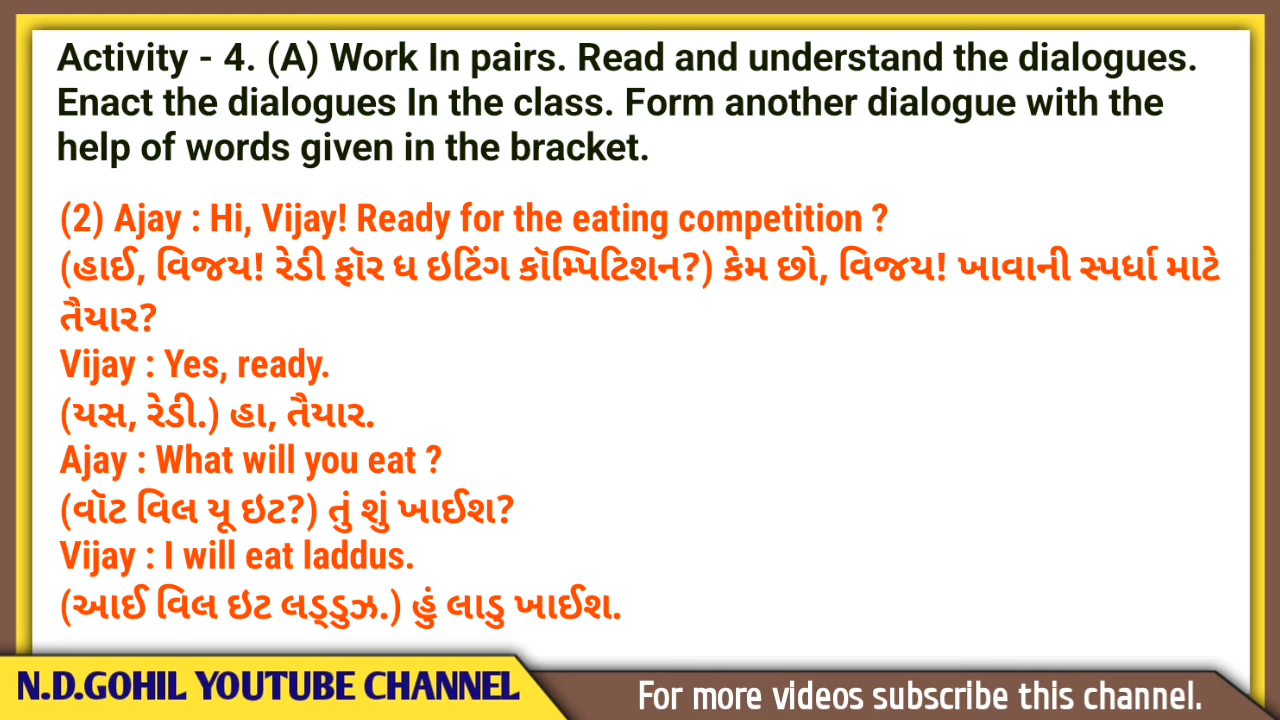 Activity - 4. (A) Work In pairs. Read and understand the dialogues.
Enact the dialogues In the class. Form another dialogue with the
help of words given in the bracket.
(2) Ajay : Hi, Vijay! Ready for the eating competition ?
(હાઈ, વિજય! રેડી ફૉર ધ ઇટિંગ કૉમ્પિટિશન?) કેમ છો, વિજય! ખાવાની સ્પર્ધા માટે
તૈયાર?
Vijay : Yes, ready.
(યસ, રેડી.) હા, તૈયાર.
Ajay : What will you eat ?
(વૉટ વિલ યૂ ઇટ?) તું શું ખાઈશ?
Vijay : I will eat laddus.
(આઈ વિલ ઇટ લડ્ડુઝ.) હું લાડુ ખાઈશ.
N.D.GOHIL YOUTUBE CHANNEL
For more videos subscribe this channel.